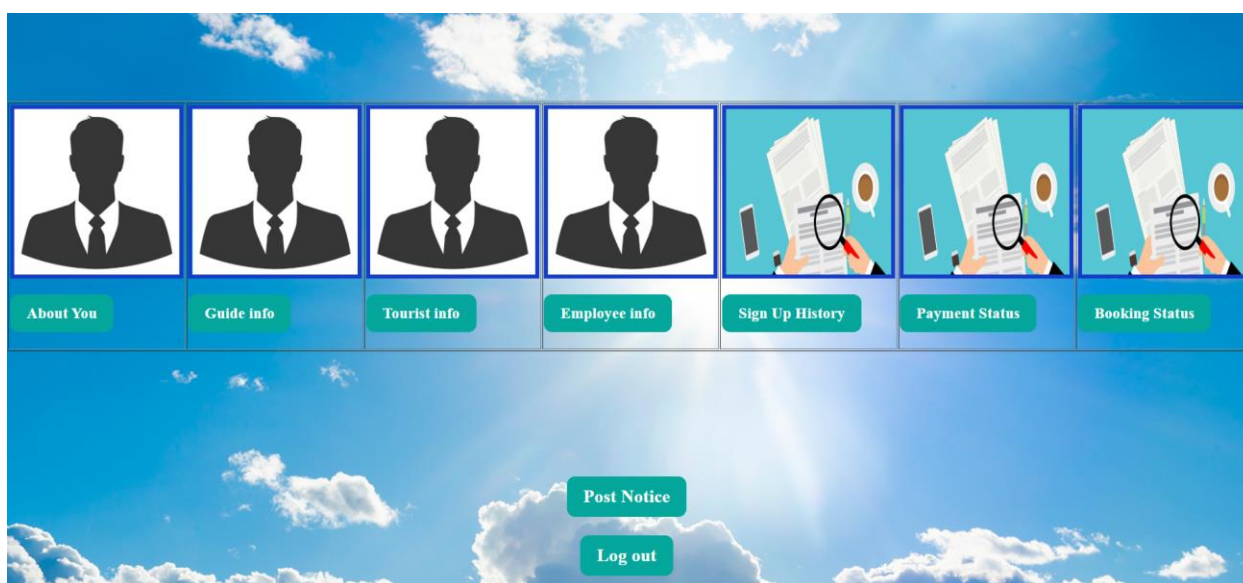 About You
Guide info
Tourist info
Employee info
Sign Up History
Payment Status
Booking Status
Post Notice
Log out